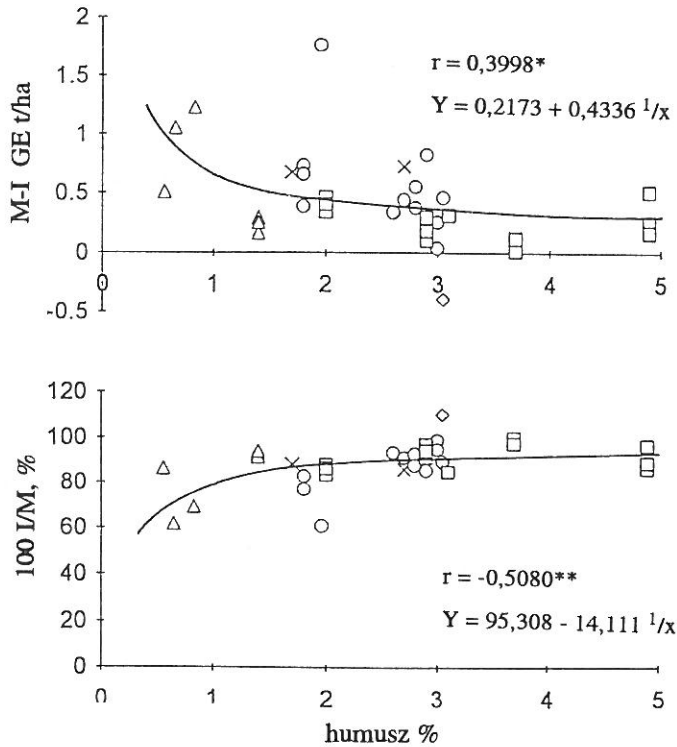 2
1.5
1
0.5
0
-0.5
M-I GE t/ha
r = 0,3998*
Y = 0,2173 + 0,4336 1/x
0 1 2 3 4 5
120
100
80
60
40
20
0
100 I/M, %
r = -0,5080**
Y = 95,308 - 14,111 1/x
0 1 2 3 4 5
humusz %